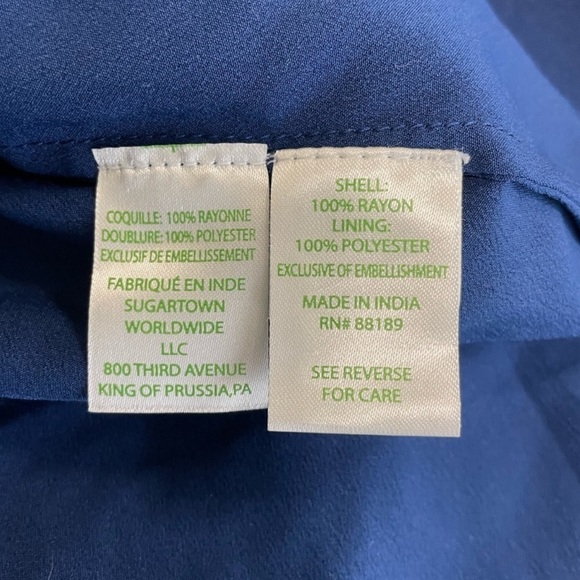 COQUILLE: 100% RAYONNE
DOUBLURE: 100% POLYESTER
EXCLUSIF DE EMBELLISSEMENT
FABRIQUÉ EN INDE
SUGARTOWN
WORLDWIDE
LLC
800 THIRD AVENUE
KING OF PRUSSIA,PA
SHELL:
100% RAYON
LINING:
100% POLYESTER
EXCLUSIVE OF EMBELLISHMENT
MADE IN INDIA
RN# 88189
SEE REVERSE
FOR CARE